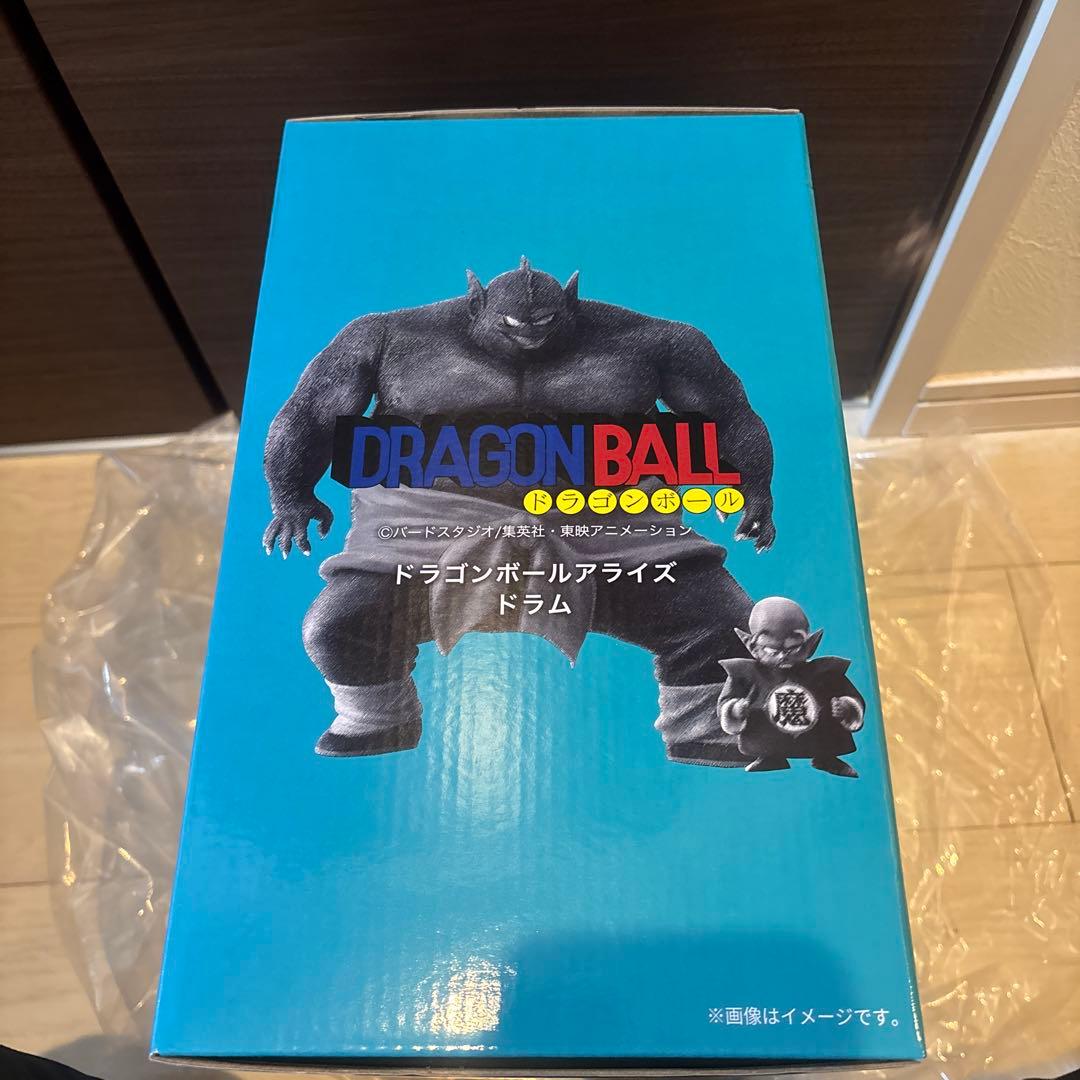 DRAGON BALL
ドラゴンボール
©バードスタジオ/集英社・東映アニメーション
ドラゴンボールアライズ
ドラム
魔
※画像はイメージです。